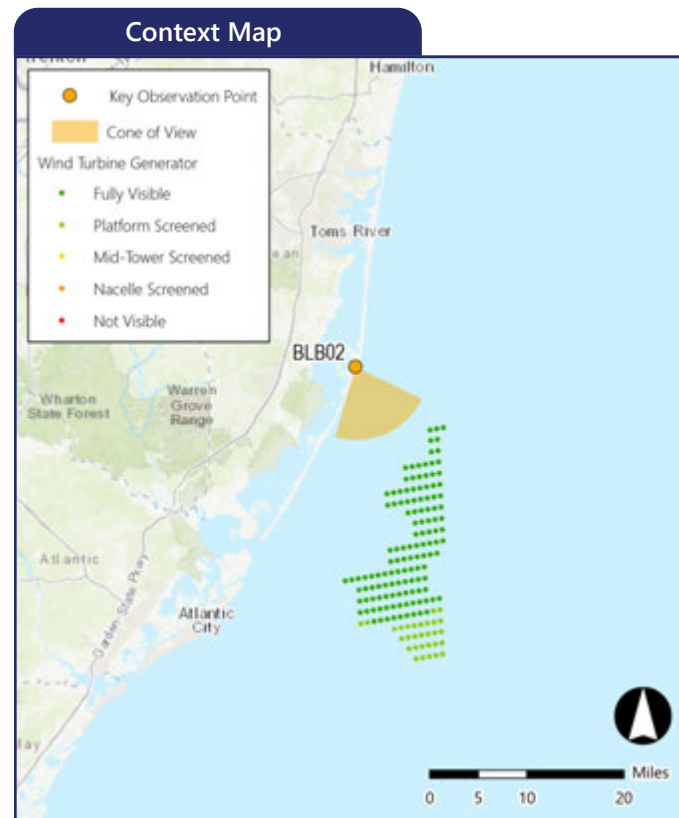 Context Map
Hamilton
Key Observation Point
Cone of View
Wind Turbine Generator
Fully Visible
Platform Screened
Mid-Tower Screened
Nacelle Screened
Not Visible
Toms River
BLB02
Wharton
State Forest
Warren
Grove
Range
Atlantic
Garden State Pkwy
Atlantic
City
Miles
0 5 10 20